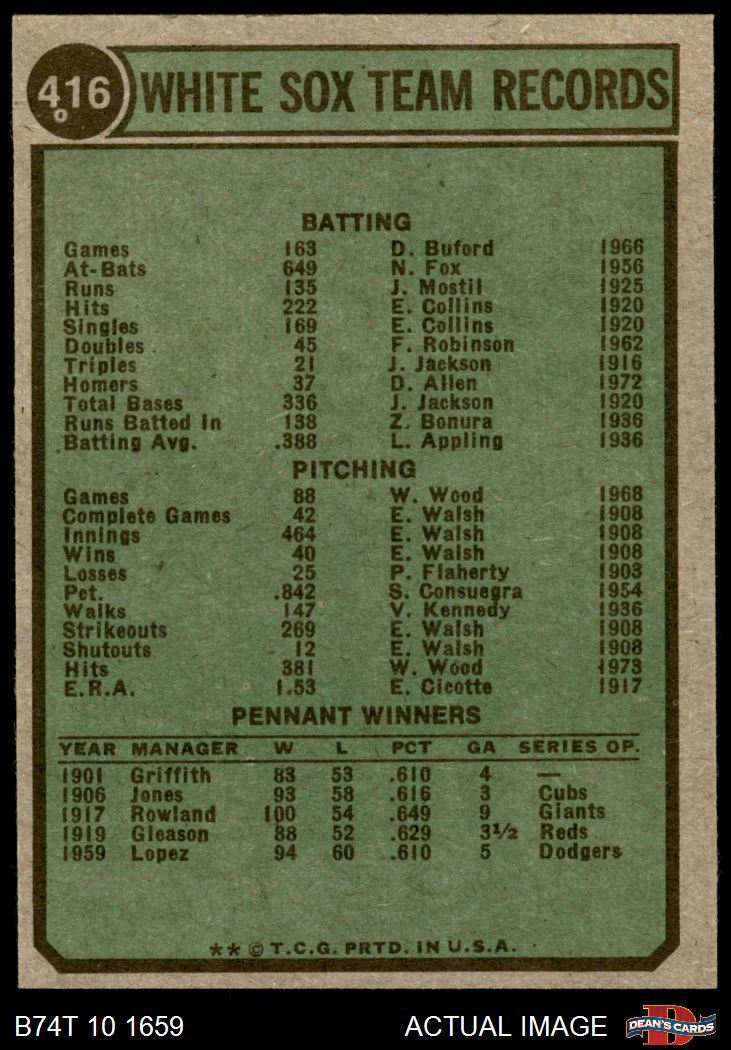 416 WHITE SOX TEAM RECORDS
BATTING
Games 163 D. Buford 1966
At-Bats 649 N. Fox 1956
Runs 135 J. Mostil 1925
Hits 222 E. Collins 1920
Singles 169 E. Collins 1920
Doubles 45 F. Robinson 1962
Triples 21 J. Jackson 1916
Homers 37 D. Allen 1972
Total Bases 336 J. Jackson 1920
Runs Batted In 138 Z. Bonura 1936
Batting Avg. .388 L. Appling 1936
PITCHING
Games 88 W. Wood 1968
Complete Games 42 E. Walsh 1908
Innings 464 E. Walsh 1908
Wins 40 E. Walsh 1908
Losses 25 P. Flaherty 1903
Pct. .842 S. Consuegra 1954
Walks 147 V. Kennedy 1936
Strikeouts 269 E. Walsh 1908
Shutouts 12 E. Walsh 1908
Hits 381 W. Wood 1973
E.R.A. 1.53 E. Cicotte 1917
PENNANT WINNERS
YEAR MANAGER W L PCT GA SERIES OP.
1901 Griffith 83 53 .610 4 —
1906 Jones 93 58 .616 3 Cubs
1917 Rowland 100 54 .649 9 Giants
1919 Gleason 88 52 .629 3½ Reds
1959 Lopez 94 60 .610 5 Dodgers
** © T.C.G. PRTD. IN U.S.A.
B74T 10 1659 ACTUAL IMAGE D DEAN'S CARDS